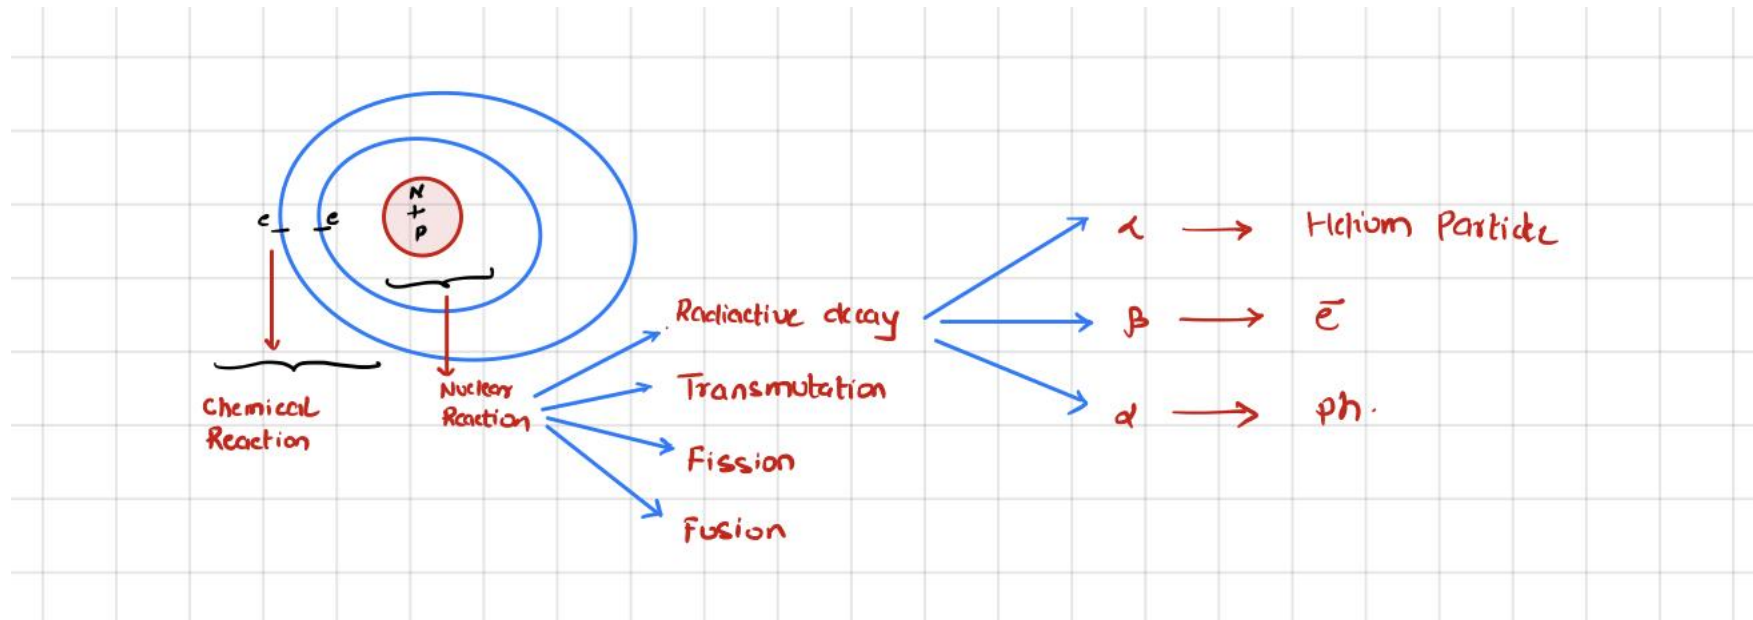 N
+
P
e
e
Chemical
Reaction
Nuclear
Reaction
Radiactive decay
Transmutation
Fission
Fusion
α → Helium Particle
β → e̅
α → ph.